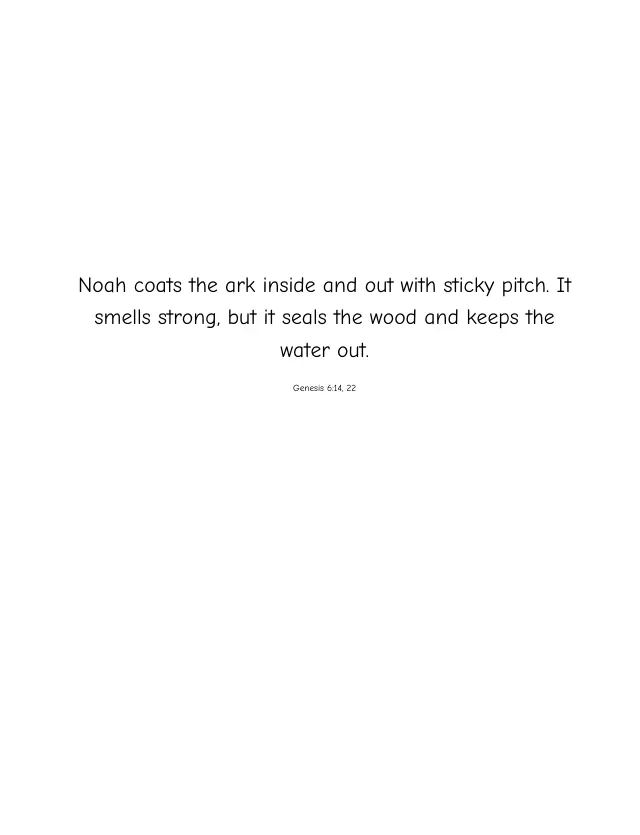 Noah coats the ark inside and out with sticky pitch. It
smells strong, but it seals the wood and keeps the
water out.
Genesis 6:14, 22